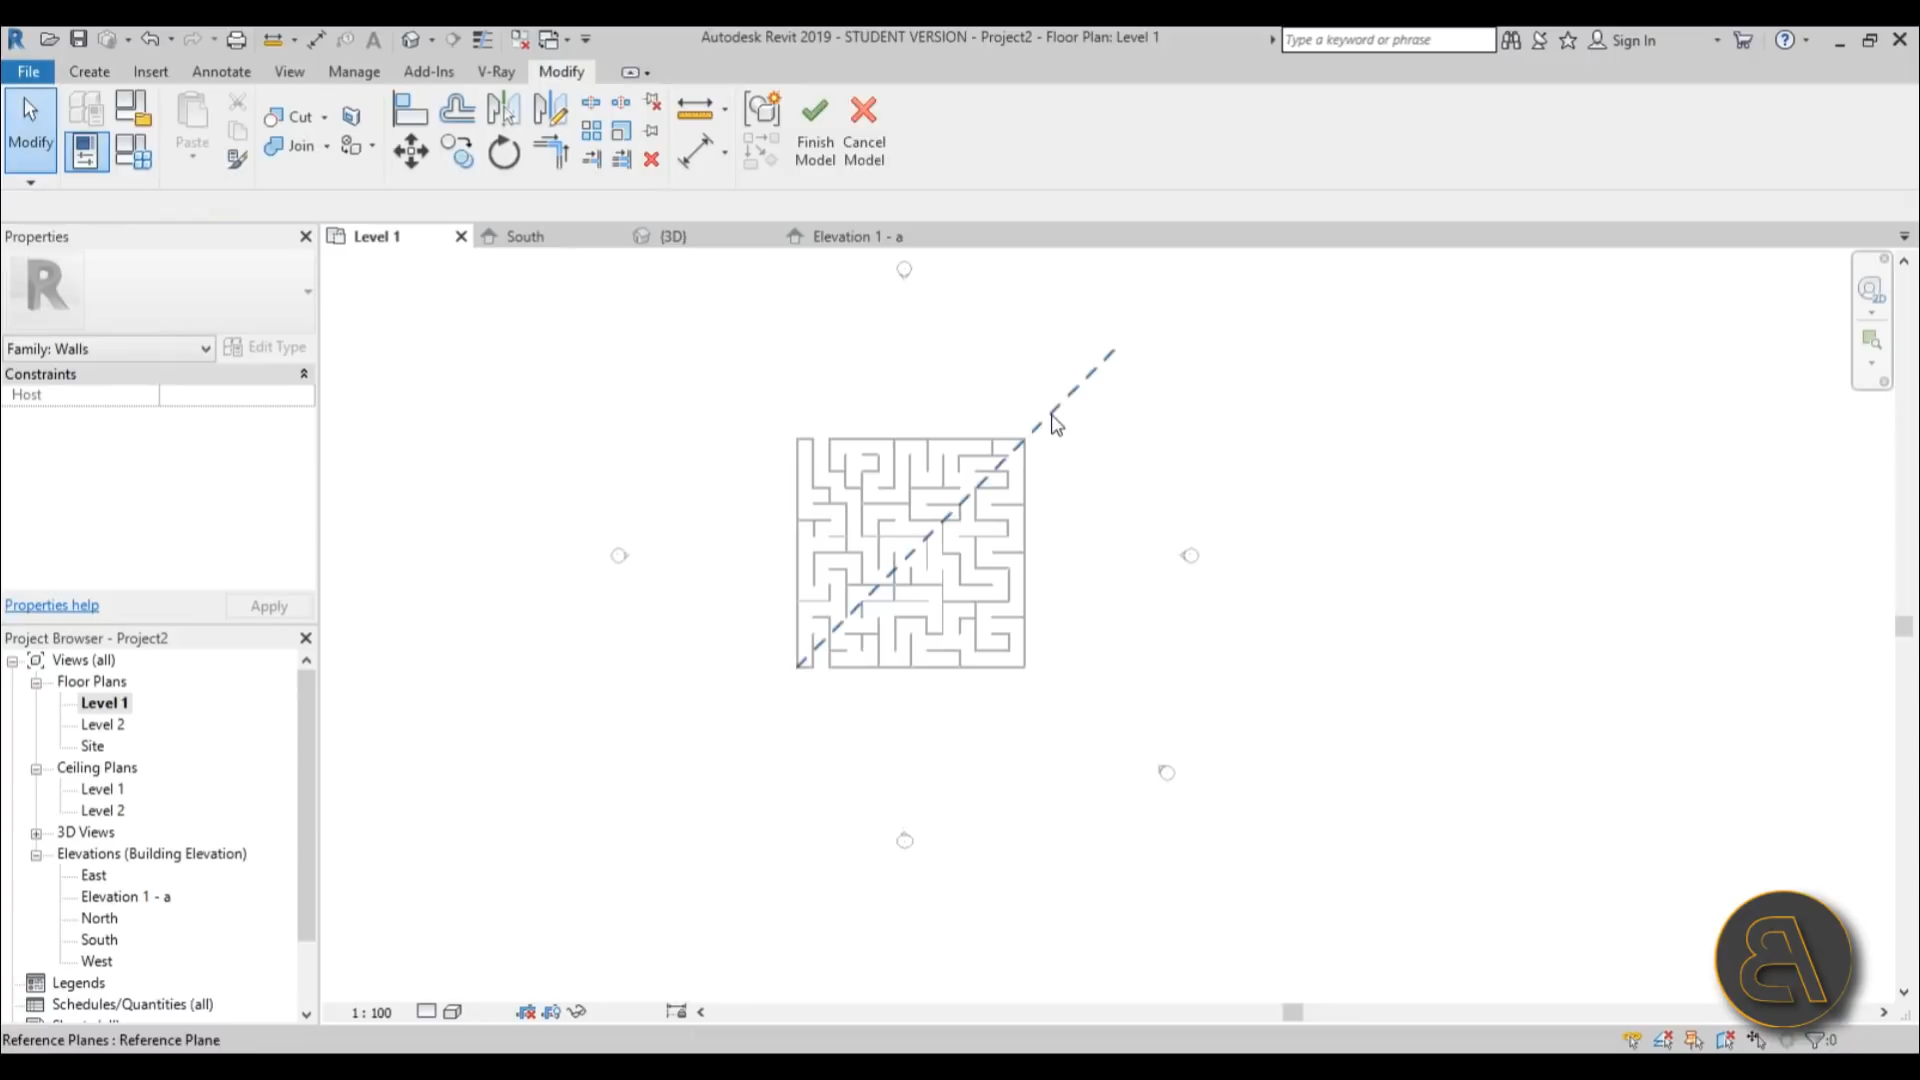 Autodesk Revit 2019 - STUDENT VERSION - Project2 - Floor Plan: Level 1
Type a keyword or phrase
Sign In
File
Create
Insert
Annotate
View
Manage
Add-Ins
V-Ray
Modify
Modify
Paste
Cut
Join
Finish Model
Cancel Model
Properties
Level 1
South
{3D}
Elevation 1 - a
R
2D
Family: Walls
Edit Type
Constraints
Host
Properties help
Apply
Project Browser - Project2
Views (all)
Floor Plans
Level 1
Level 2
Site
Ceiling Plans
Level 1
Level 2
3D Views
Elevations (Building Elevation)
East
Elevation 1 - a
North
South
West
Legends
Schedules/Quantities (all)
1 : 100
Reference Planes : Reference Plane
:0